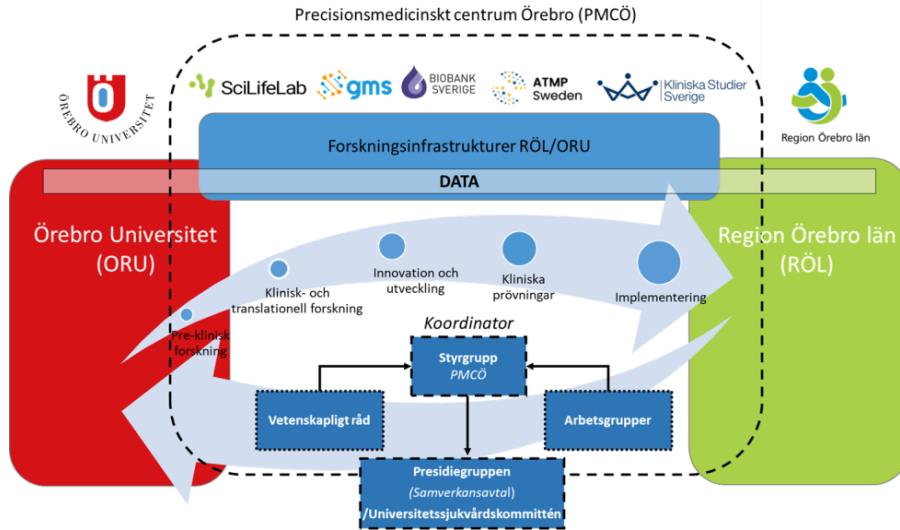 Precisionsmedicinskt centrum Örebro (PMCÖ)
ÖREBRO UNIVERSITET
SciLifeLab
gms
BIOBANK
SVERIGE
ATMP
Sweden
Kliniska Studier
Sverige
Region Örebro län
Forskningsinfrastrukturer RÖL/ORU
DATA
Örebro Universitet
(ORU)
Region Örebro län
(RÖL)
Pre-klinisk
forskning
Klinisk- och
translationell forskning
Innovation och
utveckling
Kliniska
prövningar
Implementering
Koordinator
Styrgrupp
PMCÖ
Vetenskapligt råd
Arbetsgrupper
Presidiegruppen
(Samverkansavtal)
/Universitetssjukvårdskommittén